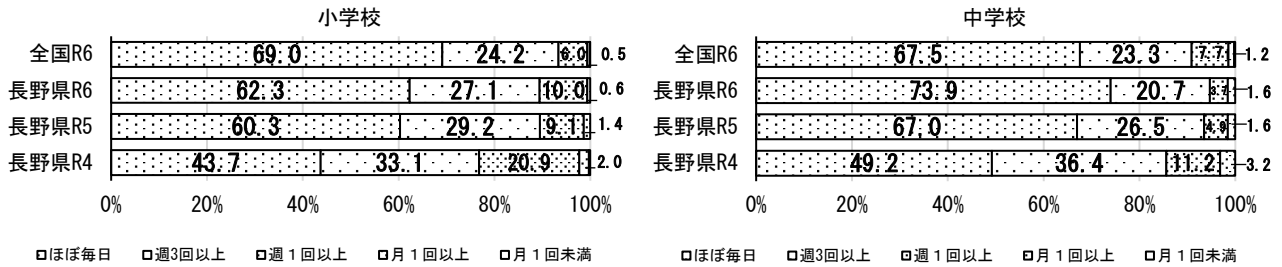 小学校
全国R6 69.0 24.2 6.0 0.5
長野県R6 62.3 27.1 10.0 0.6
長野県R5 60.3 29.2 9.1 1.4
長野県R4 43.7 33.1 20.9 2.0
0% 20% 40% 60% 80% 100%
ほぼ毎日 週3回以上 週１回以上 月１回以上 月１回未満
中学校
全国R6 67.5 23.3 7.7 1.2
長野県R6 73.9 20.7 3.7 1.6
長野県R5 67.0 26.5 4.9 1.6
長野県R4 49.2 36.4 11.2 3.2
0% 20% 40% 60% 80% 100%
ほぼ毎日 週3回以上 週１回以上 月１回以上 月１回未満